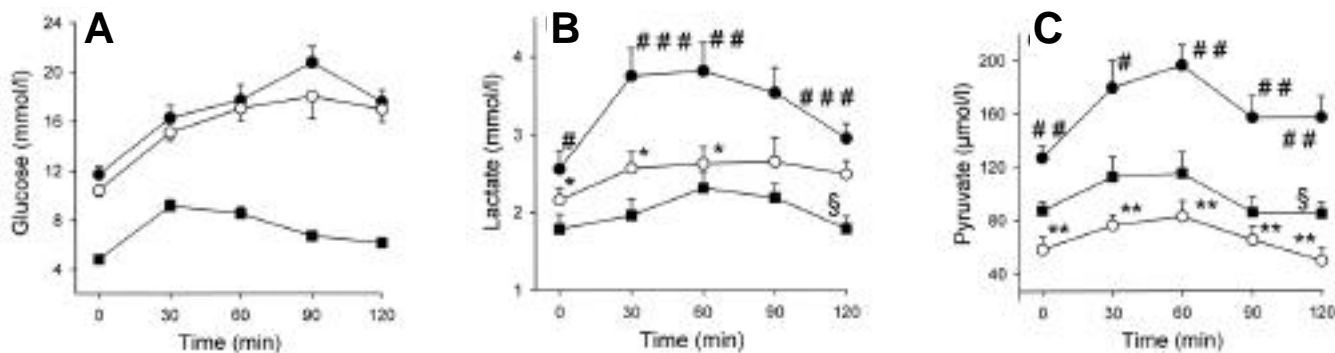 A
Glucose (mmol/l)
24
20
16
12
8
4
0 30 60 90 120
Time (min)
B
Lactate (mmol/l)
4
3
2
1
# # # # #
# # #
#
* * *
§
0 30 60 90 120
Time (min)
C
Pyruvate (μmol/l)
200
160
120
80
40
# # #
# #
# #
# #
§
** ** ** ** **
0 30 60 90 120
Time (min)